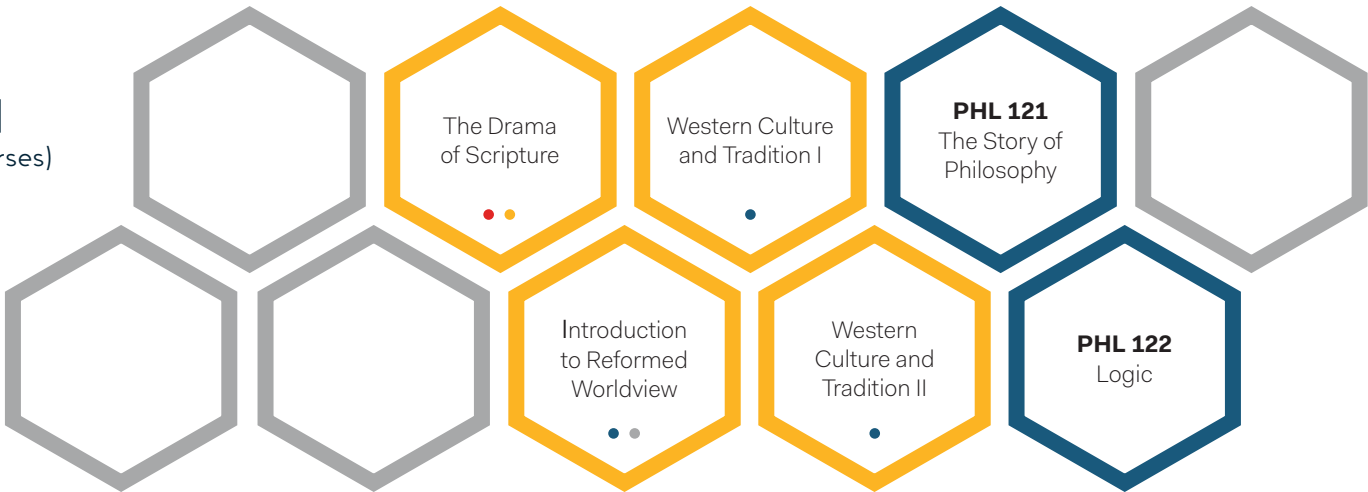 rses)
The Drama
of Scripture
Western Culture
and Tradition I
PHL 121
The Story of
Philosophy
Introduction
to Reformed
Worldview
Western
Culture and
Tradition II
PHL 122
Logic